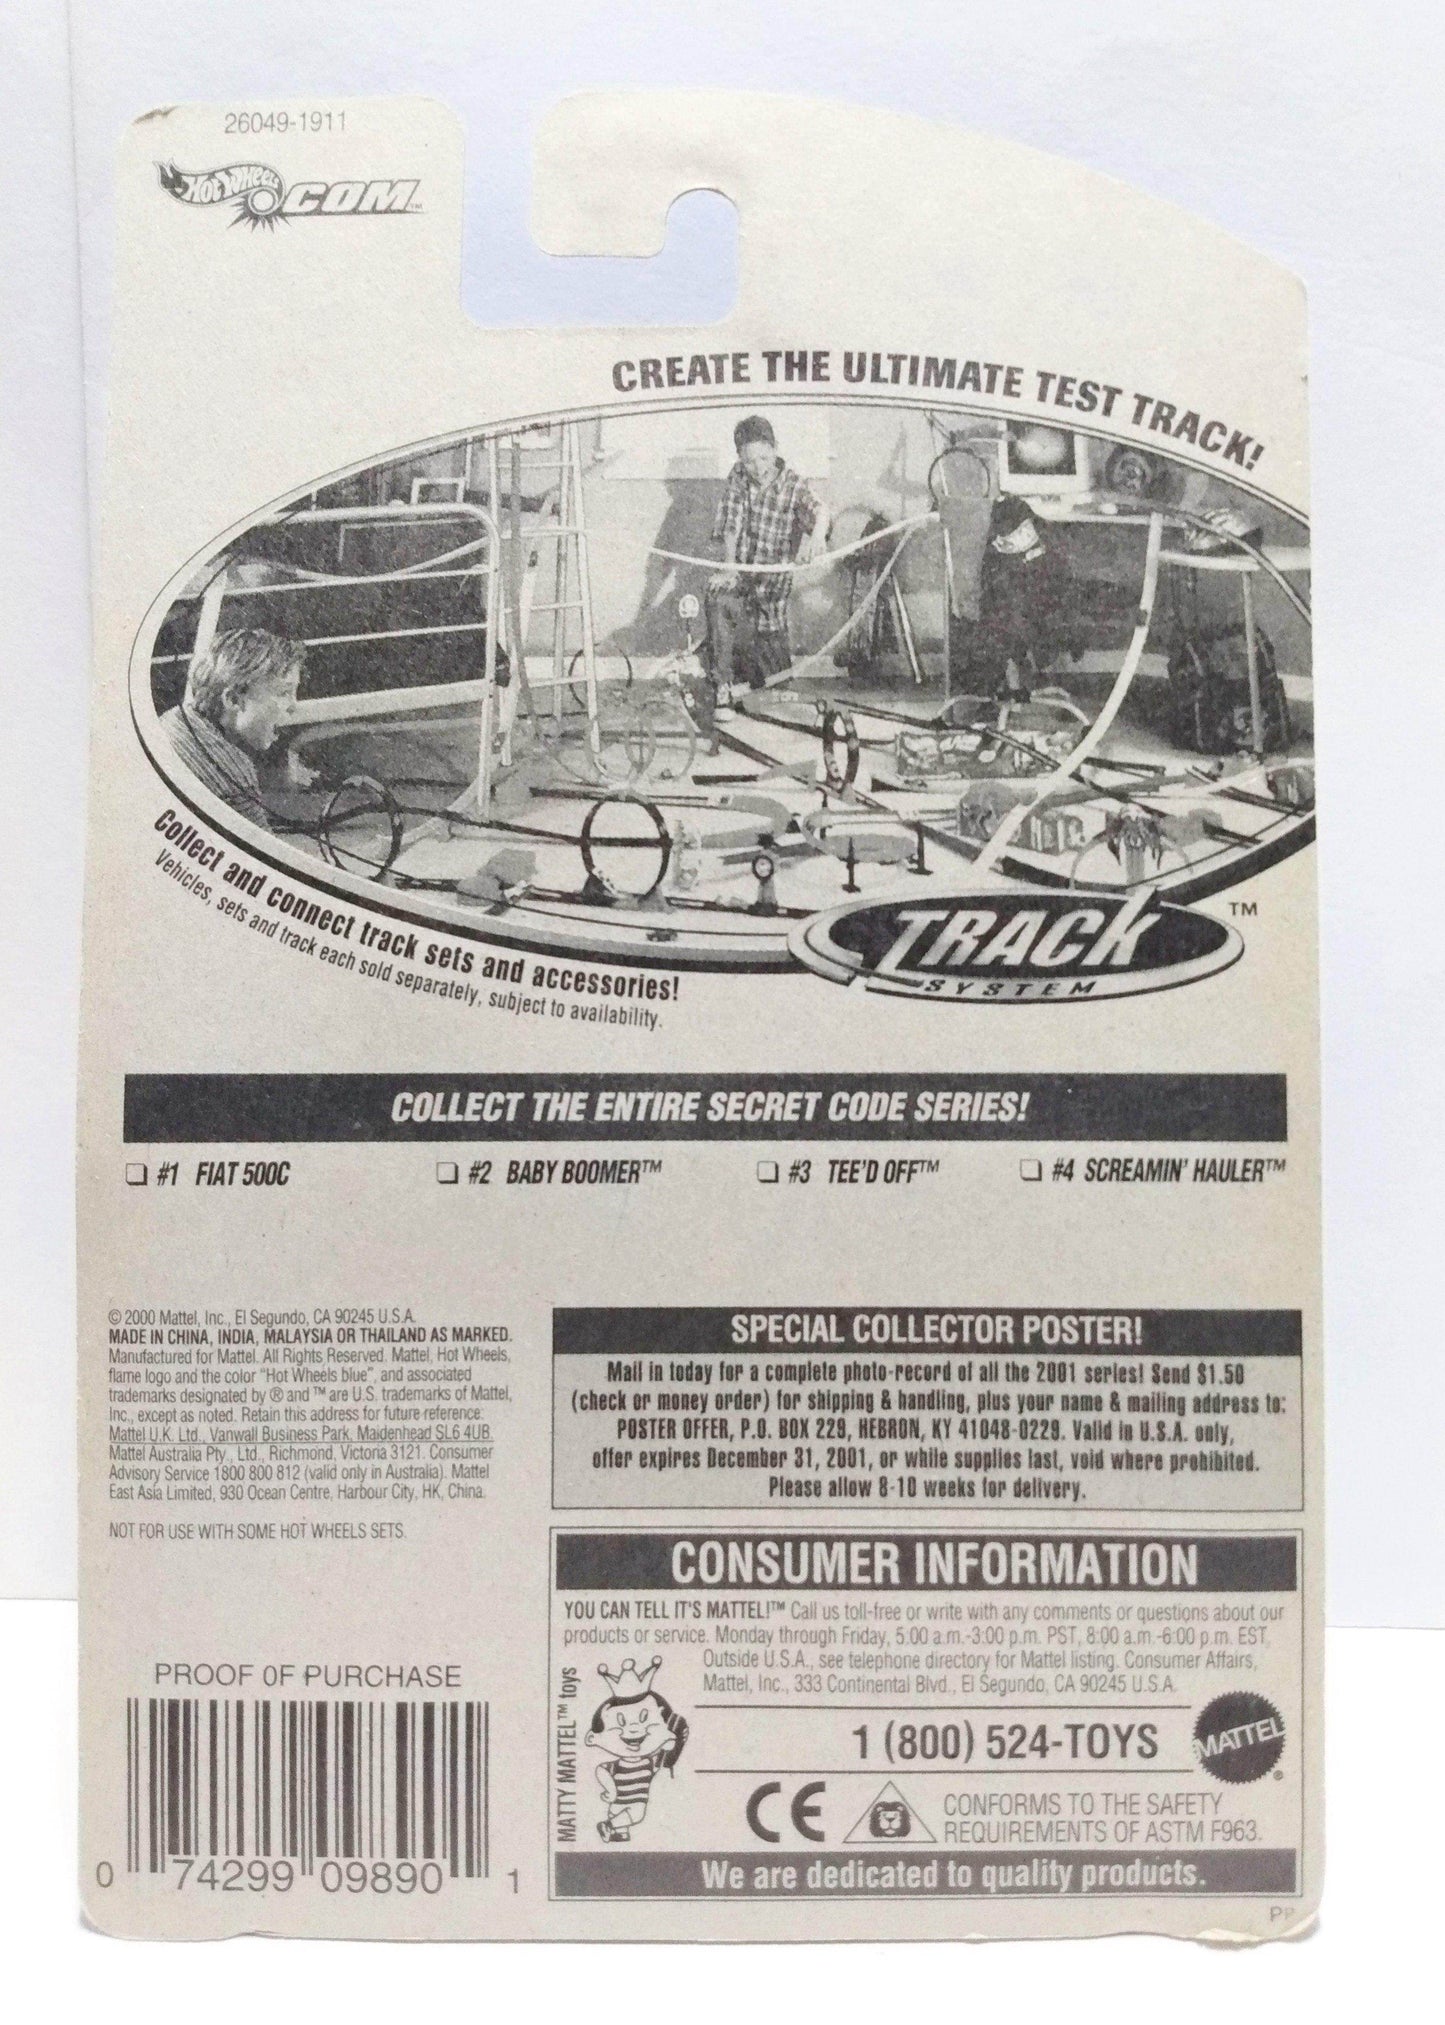 26049-1911
Hot Wheels.COM™
CREATE THE ULTIMATE TEST TRACK!
Collect and connect track sets and accessories!
Vehicles, sets and track each sold separately, subject to availability.
TRACK ™
SYSTEM
COLLECT THE ENTIRE SECRET CODE SERIES!
❏ #1 FIAT 500C ❏ #2 BABY BOOMER™ ❏ #3 TEE'D OFF™ ❏ #4 SCREAMIN' HAULER™
© 2000 Mattel, Inc., El Segundo, CA 90245 U.S.A.
MADE IN CHINA, INDIA, MALAYSIA OR THAILAND AS MARKED.
Manufactured for Mattel. All Rights Reserved. Mattel, Hot Wheels,
flame logo and the color "Hot Wheels blue", and associated
trademarks designated by ® and ™ are U.S. trademarks of Mattel,
Inc., except as noted. Retain this address for future reference:
Mattel U.K. Ltd., Vanwall Business Park, Maidenhead SL6 4UB.
Mattel Australia Pty., Ltd., Richmond, Victoria 3121. Consumer
Advisory Service 1800 800 812 (valid only in Australia). Mattel
East Asia Limited, 930 Ocean Centre, Harbour City, HK, China.
NOT FOR USE WITH SOME HOT WHEELS SETS.
PROOF OF PURCHASE
0 74299 09890 1
SPECIAL COLLECTOR POSTER!
Mail in today for a complete photo-record of all the 2001 series! Send $1.50
(check or money order) for shipping & handling, plus your name & mailing address to:
POSTER OFFER, P.O. BOX 229, HEBRON, KY 41048-0229. Valid in U.S.A. only,
offer expires December 31, 2001, or while supplies last, void where prohibited.
Please allow 8-10 weeks for delivery.
CONSUMER INFORMATION
YOU CAN TELL IT'S MATTEL!™ Call us toll-free or write with any comments or questions about our
products or service. Monday through Friday, 5:00 a.m.-3:00 p.m. PST, 8:00 a.m.-6:00 p.m. EST,
Outside U.S.A., see telephone directory for Mattel listing. Consumer Affairs,
Mattel, Inc., 333 Continental Blvd., El Segundo, CA 90245 U.S.A.
MATTY MATTEL™ toys
1 (800) 524-TOYS
MATTEL ®
CE
CONFORMS TO THE SAFETY
REQUIREMENTS OF ASTM F963.
We are dedicated to quality products.
PP